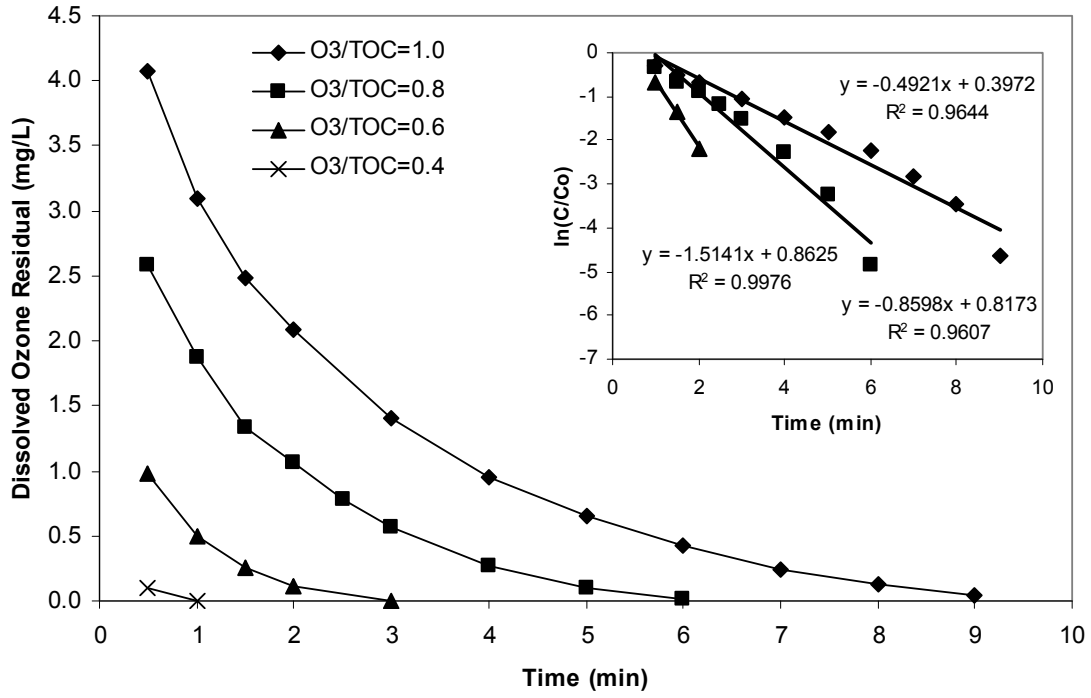 4.5
4.0
3.5
3.0
2.5
2.0
1.5
1.0
0.5
0.0
Dissolved Ozone Residual (mg/L)
0 1 2 3 4 5 6 7 8 9 10
Time (min)
O3/TOC=1.0
O3/TOC=0.8
O3/TOC=0.6
O3/TOC=0.4
0
-1
-2
-3
-4
-5
-6
-7
ln(C/Co)
0 2 4 6 8 10
Time (min)
y = -0.4921x + 0.3972
R² = 0.9644
y = -1.5141x + 0.8625
R² = 0.9976
y = -0.8598x + 0.8173
R² = 0.9607